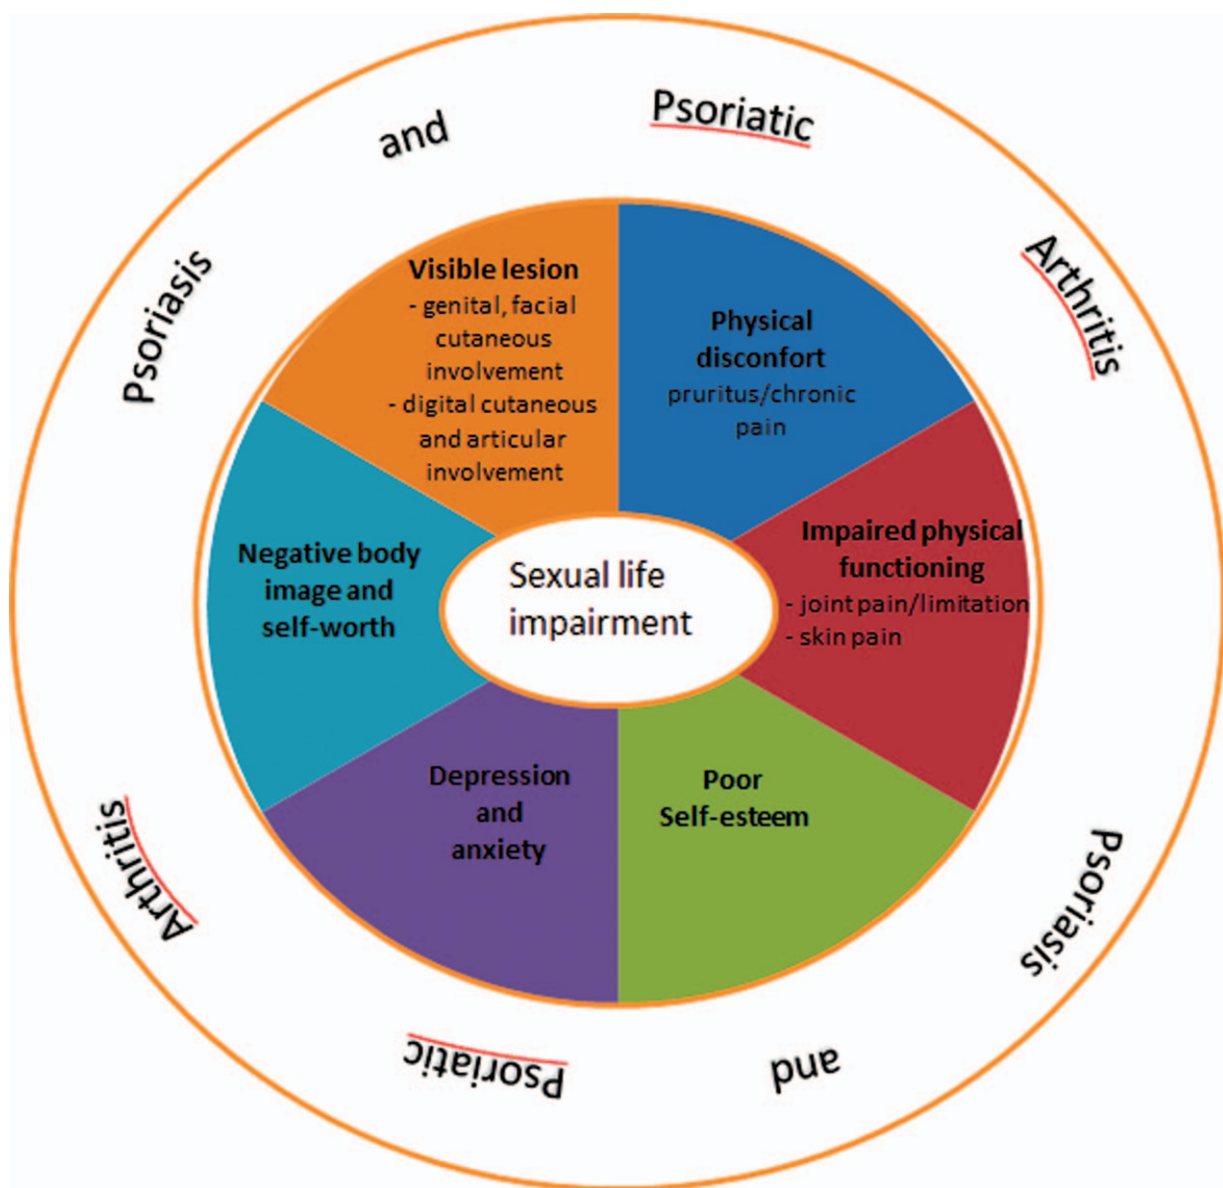 Psoriasis and Psoriatic Arthritis
Psoriasis and Psoriatic Arthritis
Visible lesion
- genital, facial
cutaneous
involvement
- digital cutaneous
and articular
involvement
Physical
disconfort
pruritus/chronic
pain
Impaired physical
functioning
- joint pain/limitation
- skin pain
Poor
Self-esteem
Depression
and
anxiety
Negative body
image and
self-worth
Sexual life
impairment